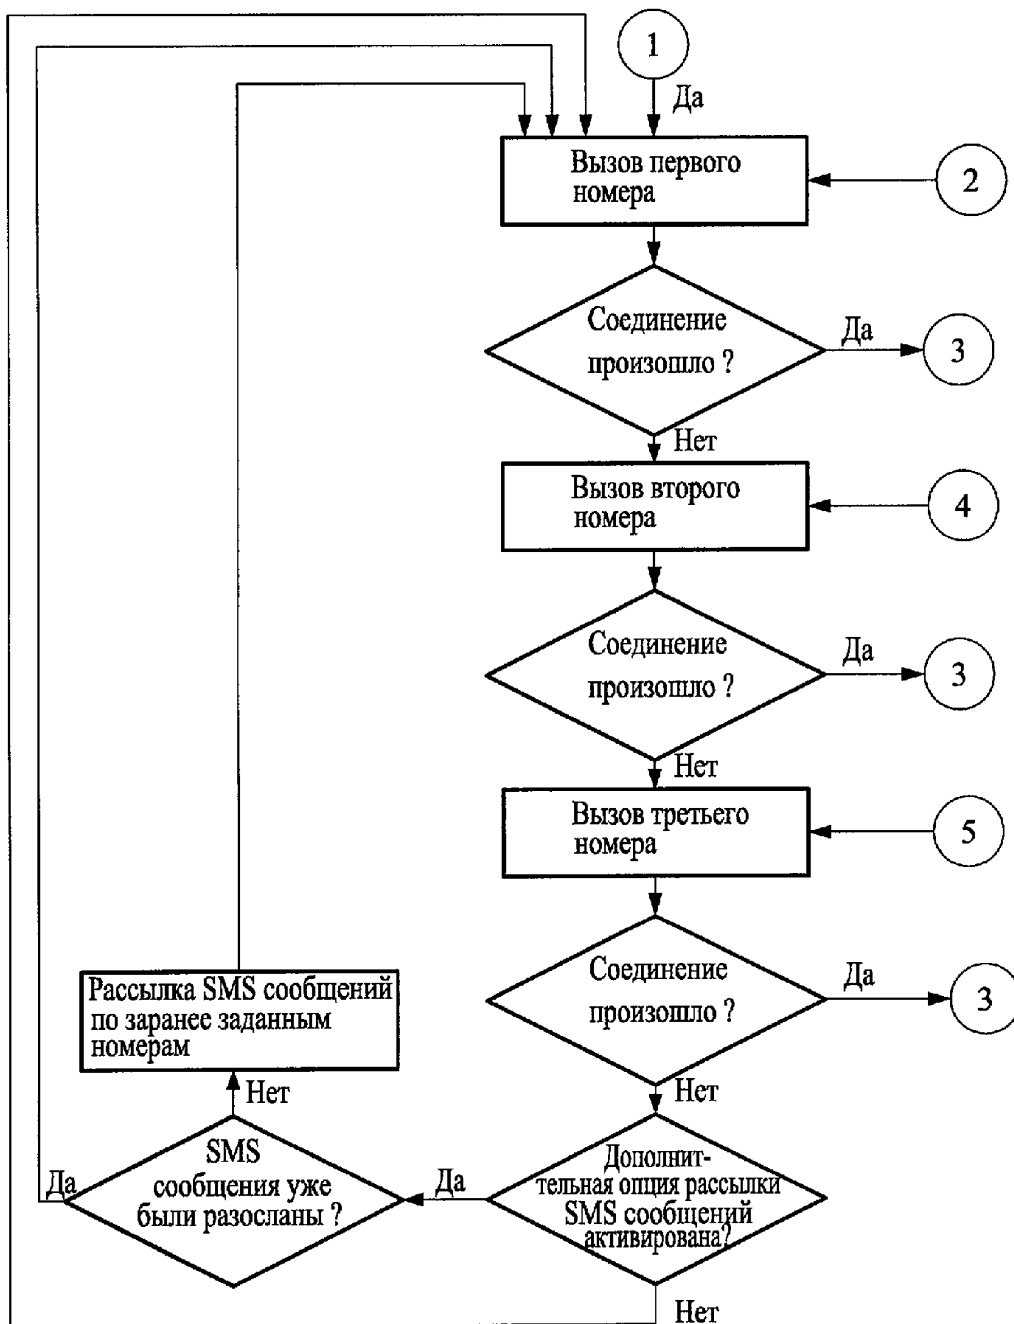 1
Да
Вызов первого
номера
2
Соединение
произошло ?
Да
3
Нет
Вызов второго
номера
4
Соединение
произошло ?
Да
3
Нет
Вызов третьего
номера
5
Соединение
произошло ?
Да
3
Нет
Рассылка SMS сообщений
по заранее заданным
номерам
Нет
SMS
сообщения уже
были разосланы ?
Да
Да
Дополнит-
тельная опция рассылки
SMS сообщений
активирована?
Нет